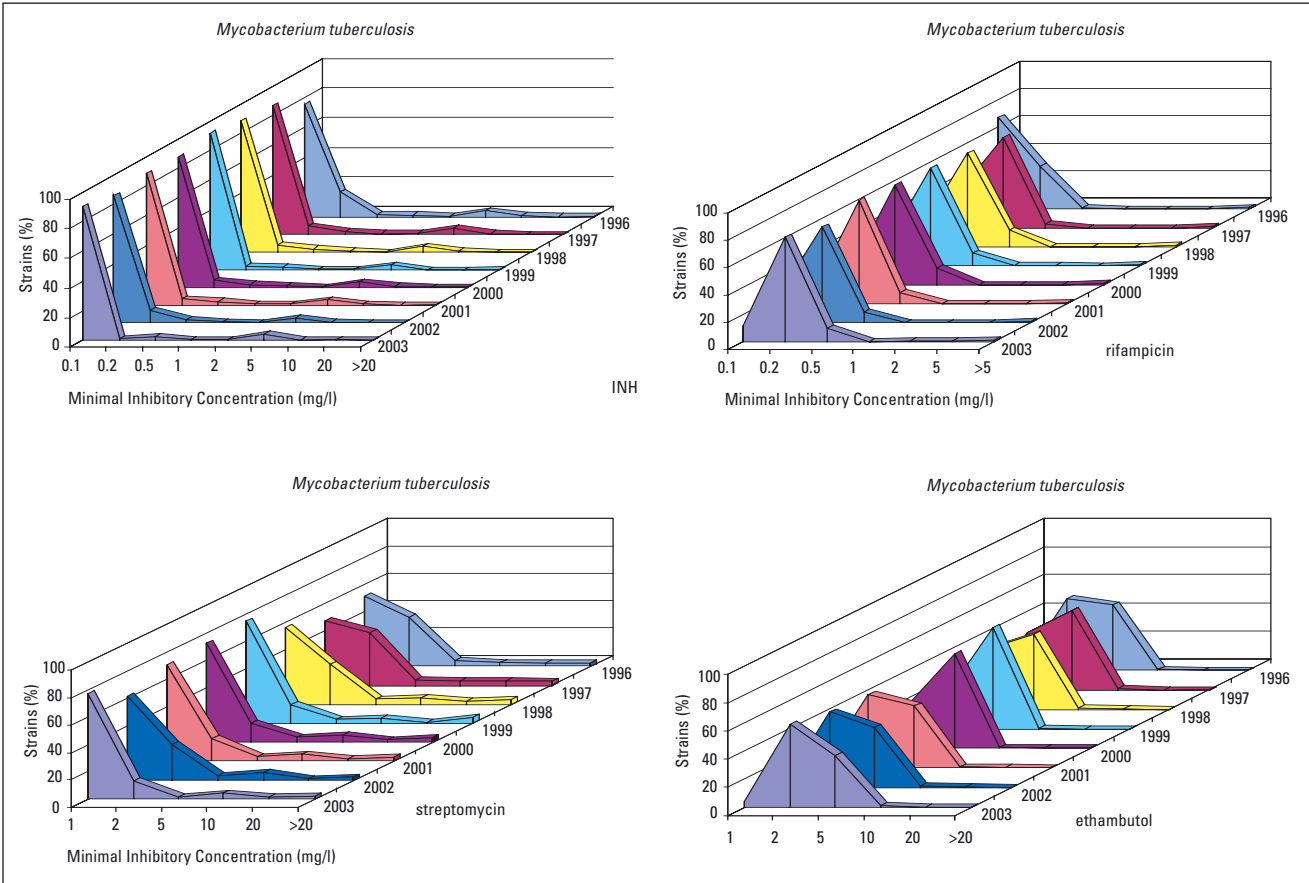 Mycobacterium tuberculosis
Strains (%)
100
80
60
40
20
0
0.1 0.2 0.5 1 2 5 10 20 >20
2003
2002
2001
2000
1999
1998
1997
1996
INH
Minimal Inhibitory Concentration (mg/l)
Mycobacterium tuberculosis
Strains (%)
100
80
60
40
20
0
0.1 0.2 0.5 1 2 5 >5
2003
2002
2001
2000
1999
1998
1997
1996
rifampicin
Minimal Inhibitory Concentration (mg/l)
Mycobacterium tuberculosis
Strains (%)
100
80
60
40
20
0
1 2 5 10 20 >20
2003
2002
2001
2000
1999
1998
1997
1996
streptomycin
Minimal Inhibitory Concentration (mg/l)
Mycobacterium tuberculosis
Strains (%)
100
80
60
40
20
0
1 2 5 10 20 >20
2003
2002
2001
2000
1999
1998
1997
1996
ethambutol